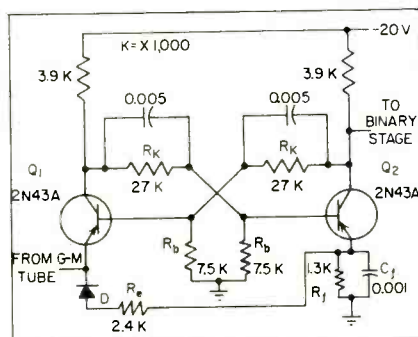 K = X 1,000
-20 V
3.9 K
3.9 K
0.005
0.005
TO
BINARY
STAGE
Q1
RK
27 K
RK
27 K
Q2
2N43A
2N43A
FROM G-M
TUBE
Rb
7.5 K
Rb
7.5 K
D
Re
2.4 K
1.3K
Rf
Cf
0.001